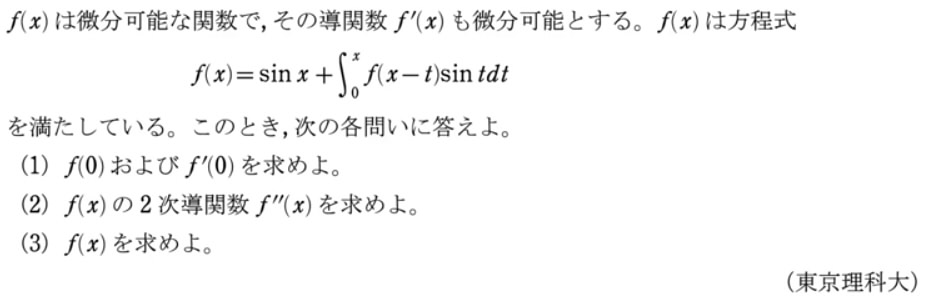 f(x)は微分可能な関数で, その導関数 f′(x) も微分可能とする。f(x)は方程式
f(x)=sin x+∫₀ˣ f(x−t)sin tdt
を満たしている。このとき, 次の各問いに答えよ。
(1) f(0)および f′(0)を求めよ。
(2) f(x)の2次導関数 f″(x)を求めよ。
(3) f(x)を求めよ。
(東京理科大)